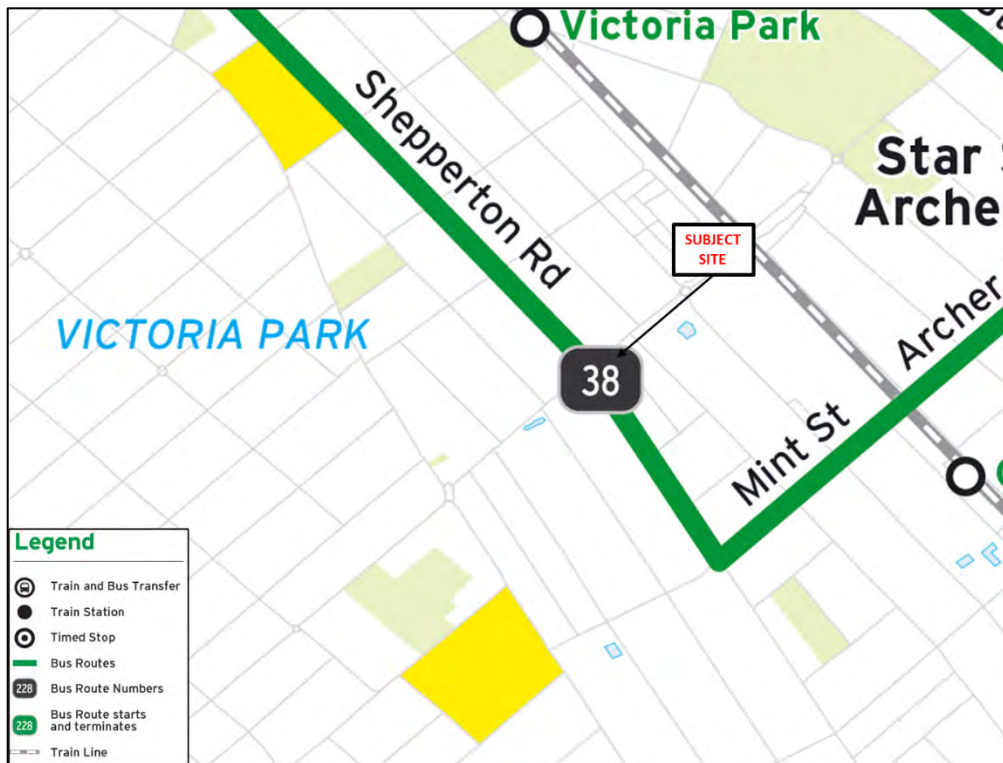 Victoria Park
Shepperton Rd
Star
Archer
SUBJECT
SITE
VICTORIA PARK
38
Archer
Mint St
Legend
Train and Bus Transfer
Train Station
Timed Stop
Bus Routes
228 Bus Route Numbers
228 Bus Route starts
and terminates
Train Line